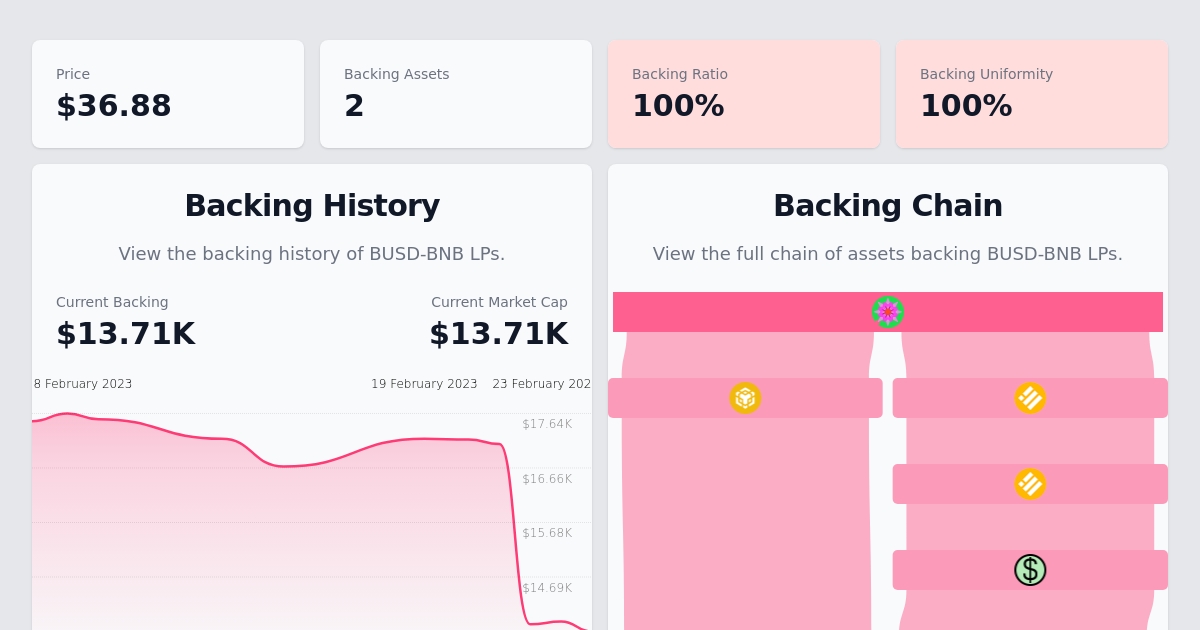 Price
$36.88
Backing Assets
2
Backing Ratio
100%
Backing Uniformity
100%
Backing History
View the backing history of BUSD-BNB LPs.
Current Backing
$13.71K
Current Market Cap
$13.71K
8 February 2023
19 February 2023
23 February 202
$17.64K
$16.66K
$15.68K
$14.69K
Backing Chain
View the full chain of assets backing BUSD-BNB LPs.
$